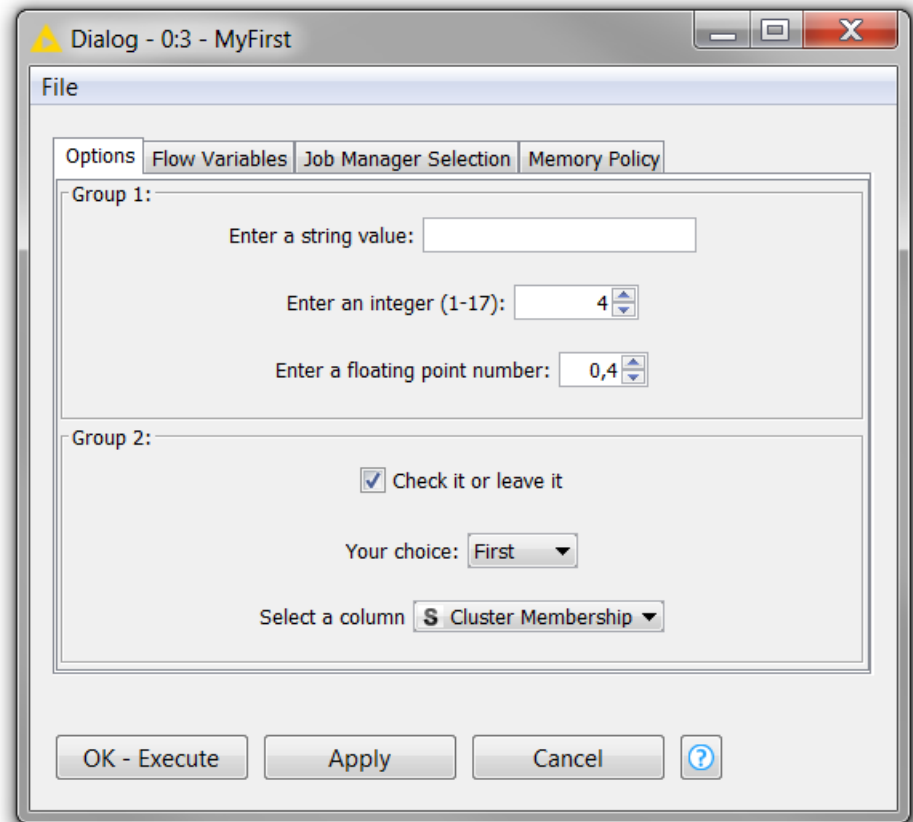 Dialog - 0:3 - MyFirst
File
Options Flow Variables Job Manager Selection Memory Policy
Group 1:
Enter a string value:
Enter an integer (1-17): 4
Enter a floating point number: 0,4
Group 2:
Check it or leave it
Your choice: First
Select a column S Cluster Membership
OK - Execute Apply Cancel ?